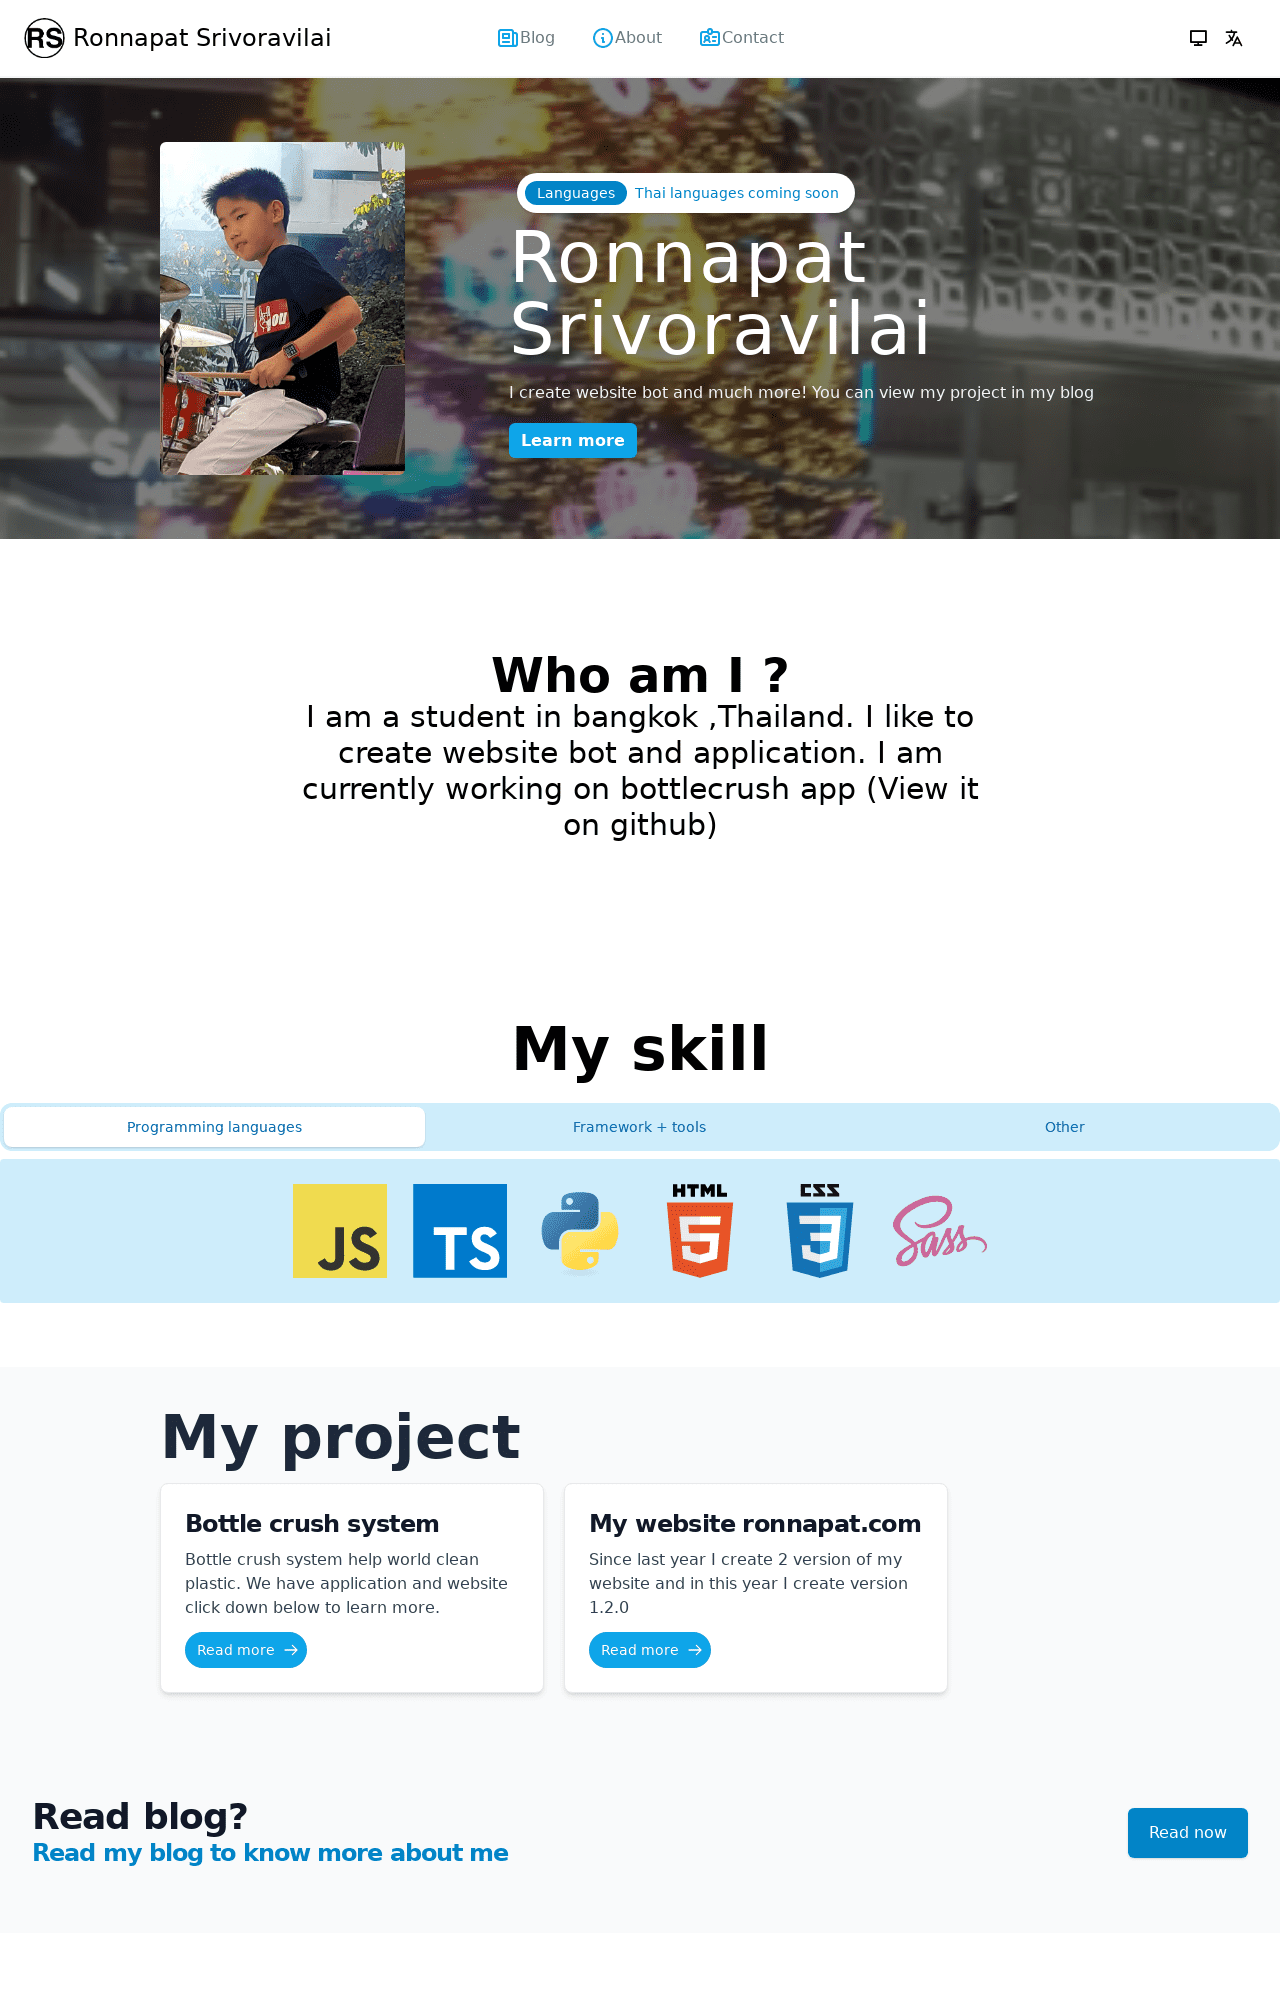 RS Ronnapat Srivoravilai
Blog
About
Contact
Languages Thai languages coming soon
Ronnapat
Srivoravilai
I create website bot and much more! You can view my project in my blog
Learn more
Who am I ?
I am a student in bangkok ,Thailand. I like to
create website bot and application. I am
currently working on bottlecrush app (View it
on github)
My skill
Programming languages
Framework + tools
Other
JS
TS
HTML
5
CSS
3
Sass
My project
Bottle crush system
Bottle crush system help world clean
plastic. We have application and website
click down below to learn more.
Read more
My website ronnapat.com
Since last year I create 2 version of my
website and in this year I create version
1.2.0
Read more
Read blog?
Read my blog to know more about me
Read now